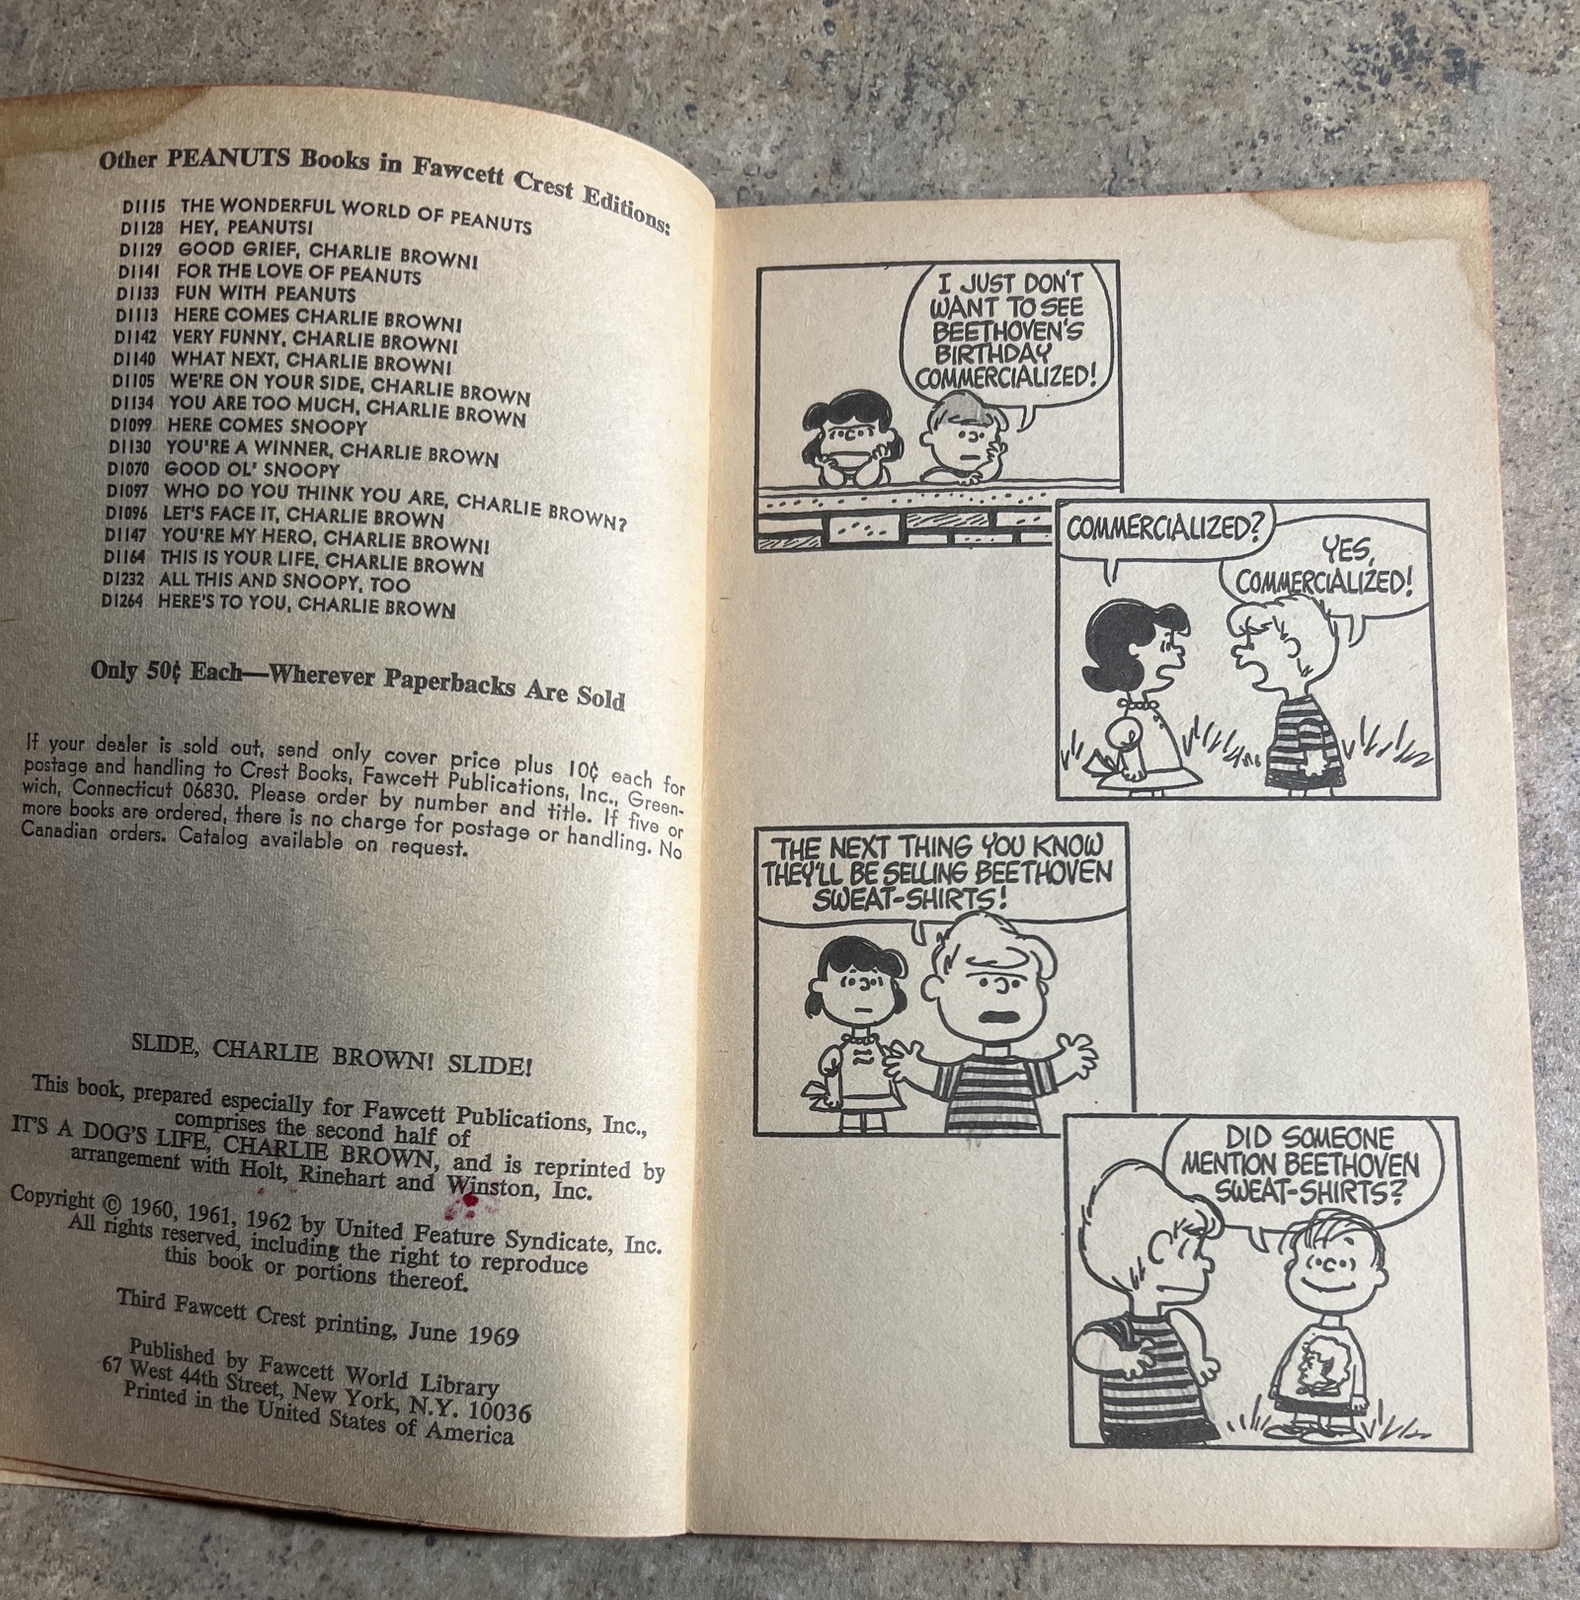 Other PEANUTS Books in Fawcett Crest Editions:
D1115 THE WONDERFUL WORLD OF PEANUTS
D1128 HEY, PEANUTS!
D1129 GOOD GRIEF, CHARLIE BROWN!
D1141 FOR THE LOVE OF PEANUTS
D1133 FUN WITH PEANUTS
D1113 HERE COMES CHARLIE BROWN!
D1142 VERY FUNNY, CHARLIE BROWN!
D1140 WHAT NEXT, CHARLIE BROWN!
D1105 WE'RE ON YOUR SIDE, CHARLIE BROWN
D1134 YOU ARE TOO MUCH, CHARLIE BROWN
D1099 HERE COMES SNOOPY
D1130 YOU'RE A WINNER, CHARLIE BROWN
D1070 GOOD OL' SNOOPY
D1097 WHO DO YOU THINK YOU ARE, CHARLIE BROWN?
D1096 LET'S FACE IT, CHARLIE BROWN
D1147 YOU'RE MY HERO, CHARLIE BROWN!
D1164 THIS IS YOUR LIFE, CHARLIE BROWN
D1232 ALL THIS AND SNOOPY, TOO
D1264 HERE'S TO YOU, CHARLIE BROWN
Only 50¢ Each—Wherever Paperbacks Are Sold
If your dealer is sold out, send only cover price plus 10¢ each for
postage and handling to Crest Books, Fawcett Publications, Inc., Green-
wich, Connecticut 06830. Please order by number and title. If five or
more books are ordered, there is no charge for postage or handling. No
Canadian orders. Catalog available on request.
SLIDE, CHARLIE BROWN! SLIDE!
This book, prepared especially for Fawcett Publications, Inc.,
comprises the second half of
IT'S A DOG'S LIFE, CHARLIE BROWN, and is reprinted by
arrangement with Holt, Rinehart and Winston, Inc.
Copyright © 1960, 1961, 1962 by United Feature Syndicate, Inc.
All rights reserved, including the right to reproduce
this book or portions thereof.
Third Fawcett Crest printing, June 1969
Published by Fawcett World Library
67 West 44th Street, New York, N.Y. 10036
Printed in the United States of America
I JUST DON'T
WANT TO SEE
BEETHOVEN'S
BIRTHDAY
COMMERCIALIZED!
COMMERCIALIZED?
YES,
COMMERCIALIZED!
THE NEXT THING YOU KNOW
THEY'LL BE SELLING BEETHOVEN
SWEAT-SHIRTS!
DID SOMEONE
MENTION BEETHOVEN
SWEAT-SHIRTS?